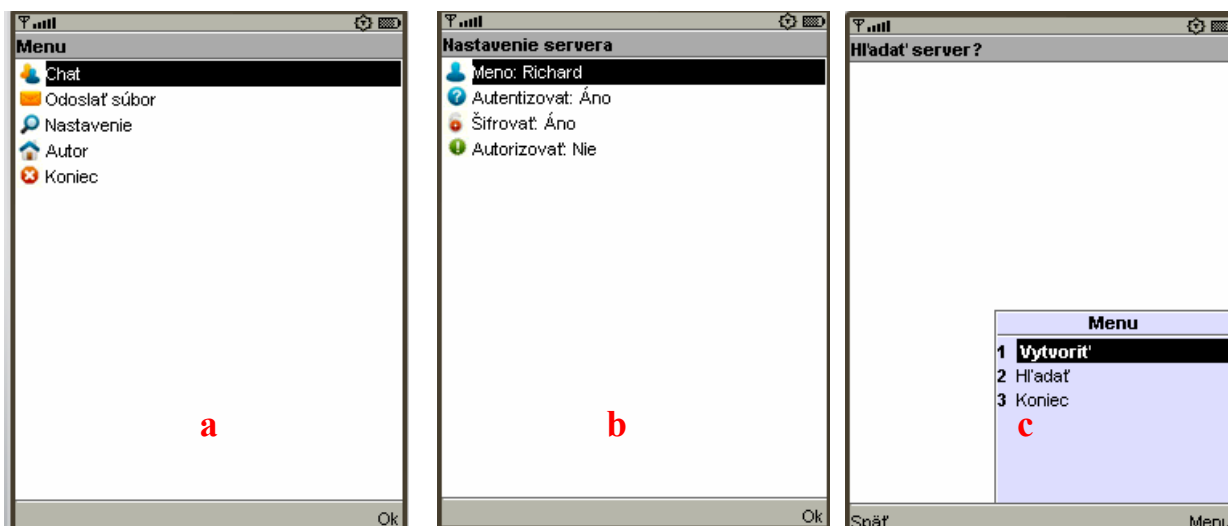 Menu
Chat
Odoslať súbor
Nastavenie
Autor
Koniec
a
Ok
Nastavenie servera
Meno: Richard
Autentizovat: Áno
Šifrovať: Áno
Autorizovať: Nie
b
Ok
Hľadať server?
Menu
1 Vytvoriť
2 Hľadať
3 Koniec
c
Späť Menu